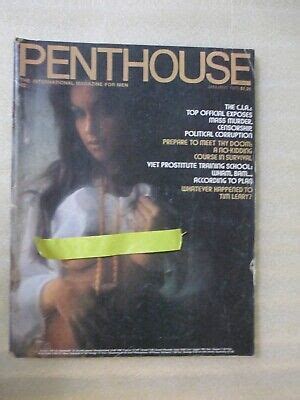 PENTHOUSE
THE INTERNATIONAL MAGAZINE FOR MEN
THE C.I.A.:
TOP OFFICIAL EXPOSES
MASS MURDER,
CENSORSHIP,
POLITICAL CORRUPTION
PREPARE TO MEET THY DOOM:
A NO-KIDDING
COURSE IN SURVIVAL
VIET PROSTITUTE TRAINING SCHOOL:
WHAM, BAM...
ACCORDING TO PLAN
WHATEVER HAPPENED TO
TIM LEARY?